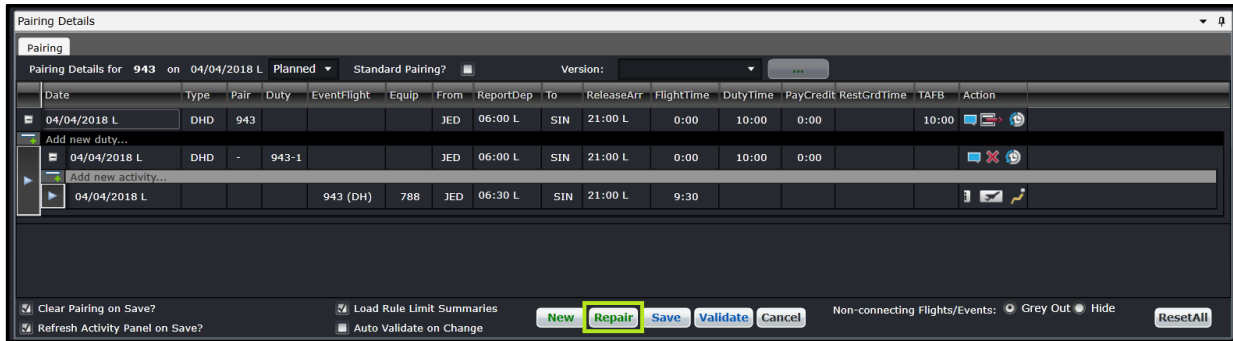 Pairing Details
Pairing
Pairing Details for 943 on 04/04/2018 L Planned Standard Pairing? Version: ...
Date Type Pair Duty EventFlight Equip From ReportDep To ReleaseArr FlightTime DutyTime PayCredit RestGrdTime TAFB Action
04/04/2018 L DHD 943 JED 06:00 L SIN 21:00 L 0:00 10:00 0:00 10:00
Add new duty...
04/04/2018 L DHD - 943-1 JED 06:00 L SIN 21:00 L 0:00 10:00 0:00
Add new activity...
04/04/2018 L 943 (DH) 788 JED 06:30 L SIN 21:00 L 9:30
Clear Pairing on Save? Load Rule Limit Summaries New Repair Save Validate Cancel Non-connecting Flights/Events: Grey Out Hide ResetAll
Refresh Activity Panel on Save? Auto Validate on Change